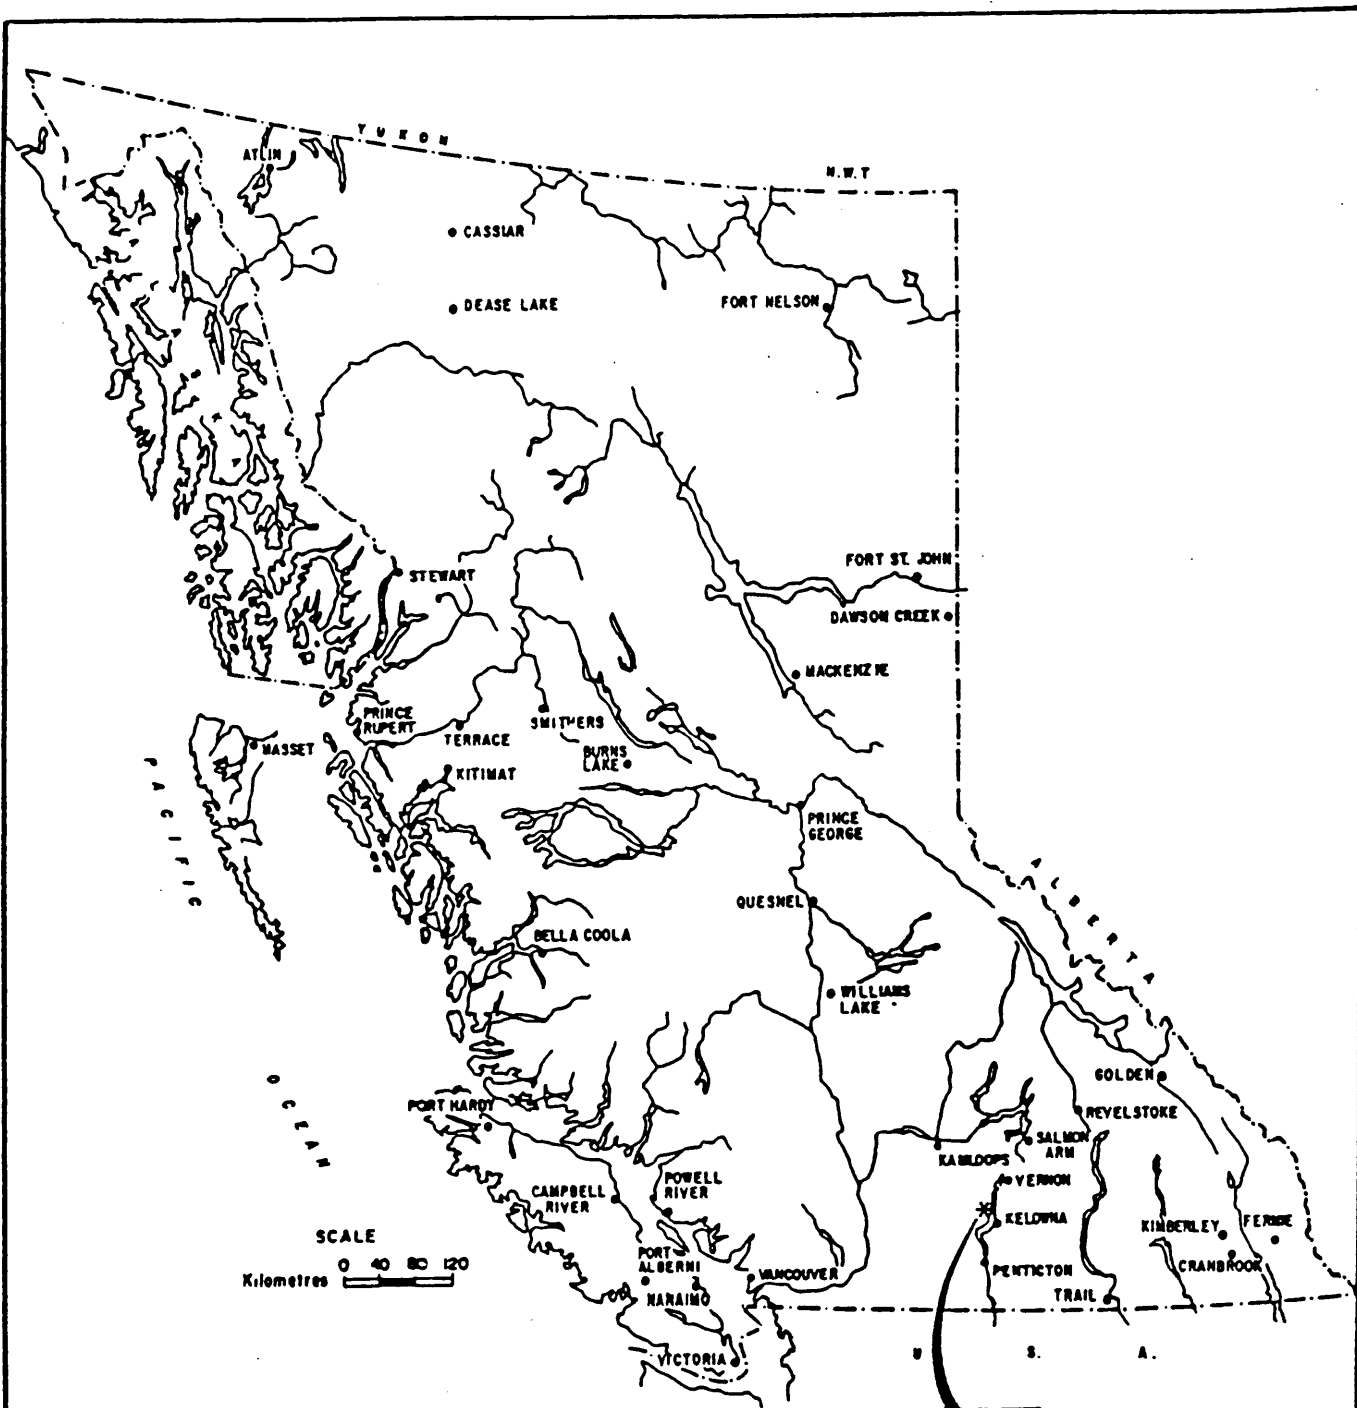 YUKON
N.W.T
ATLIN
CASSIAR
DEASE LAKE
FORT NELSON
FORT ST. JOHN
STEWART
DAWSON CREEK
MACKENZIE
PRINCE
RUPERT
SMITHERS
TERRACE
MASSET
BURNS
LAKE
KITIMAT
PACIFIC
PRINCE
GEORGE
ALBERTA
QUESNEL
BELLA COOLA
WILLIAMS
LAKE
OCEAN
GOLDEN
PORT HARDY
REVELSTOKE
SALMON
ARM
KAMLOOPS
POWELL
RIVER
VERNON
CAMPBELL
RIVER
KELOWNA
KIMBERLEY
FERNIE
SCALE
PORT
ALBERNI
CRANBROOK
PENTICTON
VANCOUVER
0 40 80 120
Kilometres
NANAIMO
TRAIL
VICTORIA
U S. A.